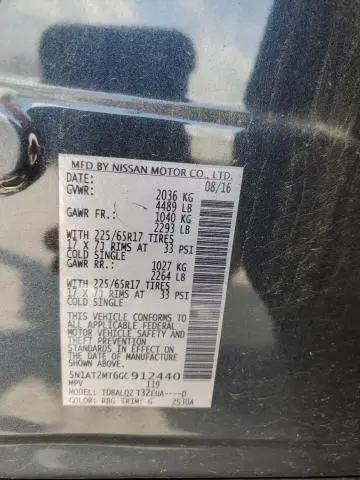 MFD BY NISSAN MOTOR CO., LTD.
DATE: 08/16
GVWR: 2036 KG
4489 LB
GAWR FR.: 1040 KG
2293 LB
WITH 225/65R17 TIRES
17 X 7J RIMS AT 33 PSI
COLD SINGLE
GAWR RR.: 1027 KG
2264 LB
WITH 225/65R17 TIRES
17 X 7J RIMS AT 33 PSI
COLD SINGLE
THIS VEHICLE CONFORMS TO ALL
APPLICABLE FEDERAL
MOTOR VEHICLE SAFETY AND
THEFT PREVENTION
STANDARDS IN EFFECT ON THE DATE
OF MANUFACTURE SHOWN
ABOVE.
5N1AT2MT6GC912440
MPV 119
MODEL: TDBALQZ T32EUA----D
COLOR: RBG TRIM: G 2530A